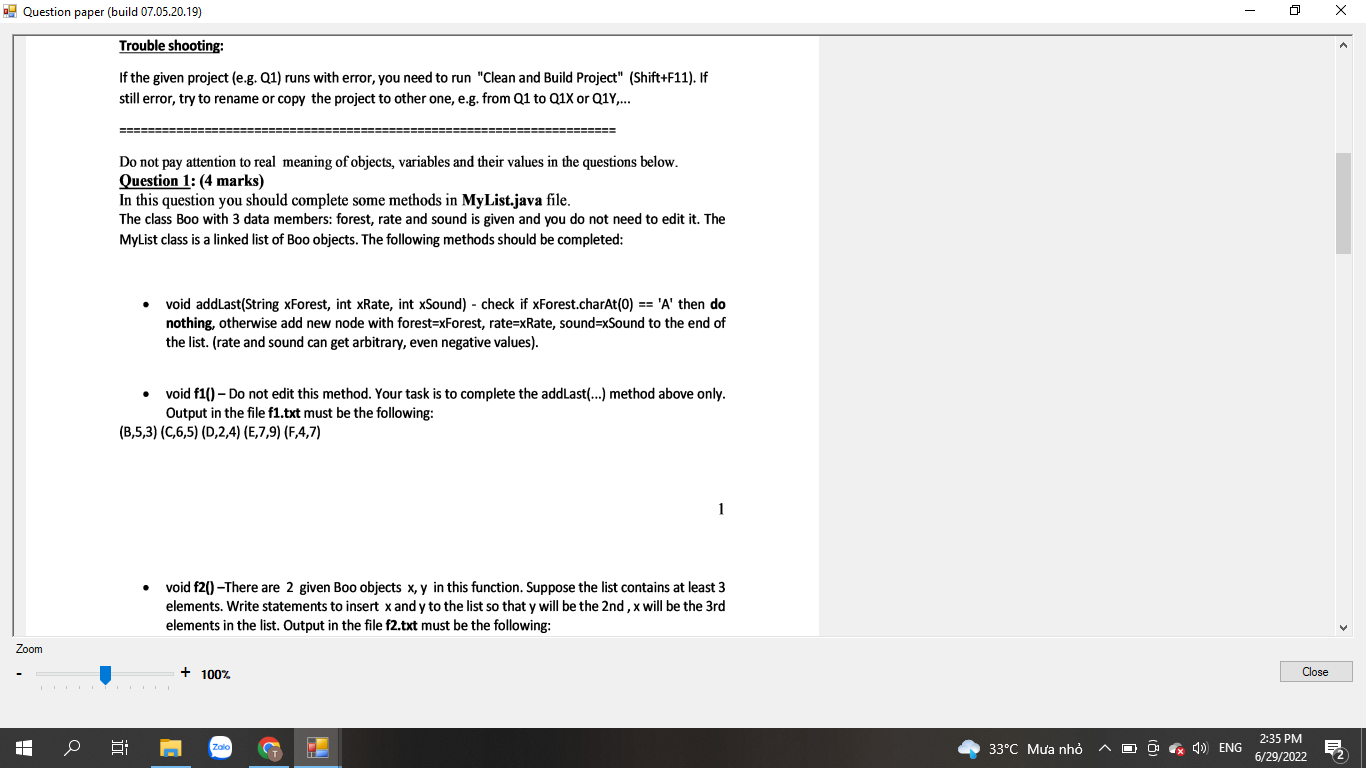 Question paper (build 07.05.20.19)
Trouble shooting:
If the given project (e.g. Q1) runs with error, you need to run "Clean and Build Project" (Shift+F11). If
still error, try to rename or copy the project to other one, e.g. from Q1 to Q1X or Q1Y,...
======================================================================
Do not pay attention to real meaning of objects, variables and their values in the questions below.
Question 1: (4 marks)
In this question you should complete some methods in MyList.java file.
The class Boo with 3 data members: forest, rate and sound is given and you do not need to edit it. The
MyList class is a linked list of Boo objects. The following methods should be completed:
• void addLast(String xForest, int xRate, int xSound) - check if xForest.charAt(0) == 'A' then do
nothing, otherwise add new node with forest=xForest, rate=xRate, sound=xSound to the end of
the list. (rate and sound can get arbitrary, even negative values).
• void f1() – Do not edit this method. Your task is to complete the addLast(...) method above only.
Output in the file f1.txt must be the following:
(B,5,3) (C,6,5) (D,2,4) (E,7,9) (F,4,7)
1
• void f2() –There are 2 given Boo objects x, y in this function. Suppose the list contains at least 3
elements. Write statements to insert x and y to the list so that y will be the 2nd , x will be the 3rd
elements in the list. Output in the file f2.txt must be the following:
Zoom
- + 100%
Close
Zalo
T
33°C Mưa nhỏ
ENG
2:35 PM
6/29/2022
2